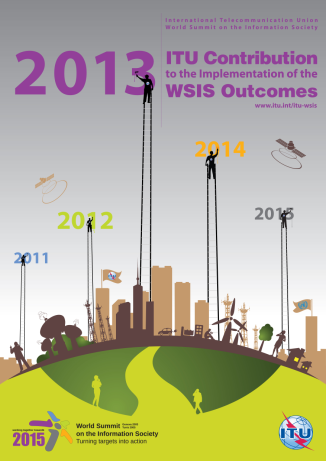 International Telecommunication Union
World Summit on the Information Society
2013
ITU Contribution
to the Implementation of the
WSIS Outcomes
www.itu.int/itu-wsis
2014
2012
2015
2011
2015
World Summit
on the Information Society
Turning targets into action
ITU